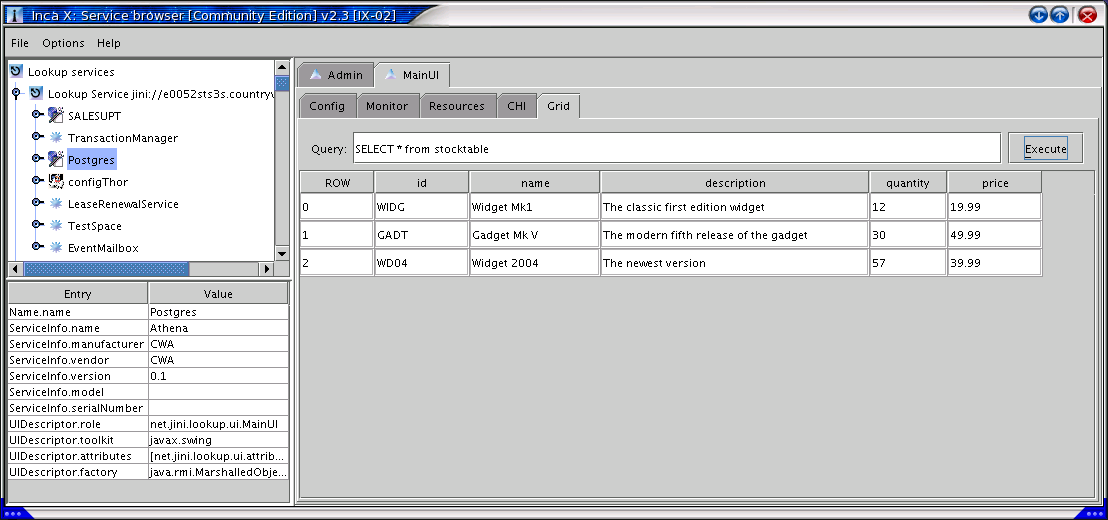 Inca X: Service browser [Community Edition] v2.3 [IX-02]
File Options Help
Lookup services
Lookup Service jini://e0052sts3s.countryv
SALESUPT
TransactionManager
Postgres
configThor
LeaseRenewalService
TestSpace
EventMailbox
Entry Value
Name.name Postgres
ServiceInfo.name Athena
ServiceInfo.manufacturer CWA
ServiceInfo.vendor CWA
ServiceInfo.version 0.1
ServiceInfo.model
ServiceInfo.serialNumber
UIDescriptor.role net.jini.lookup.ui.MainUI
UIDescriptor.toolkit javax.swing
UIDescriptor.attributes [net.jini.lookup.ui.attrib...
UIDescriptor.factory java.rmi.MarshalledObje...
Admin MainUI
Config Monitor Resources CHI Grid
Query: SELECT * from stocktable Execute
ROW id name description quantity price
0 WIDG Widget Mk1 The classic first edition widget 12 19.99
1 GADT Gadget Mk V The modern fifth release of the gadget 30 49.99
2 WD04 Widget 2004 The newest version 57 39.99